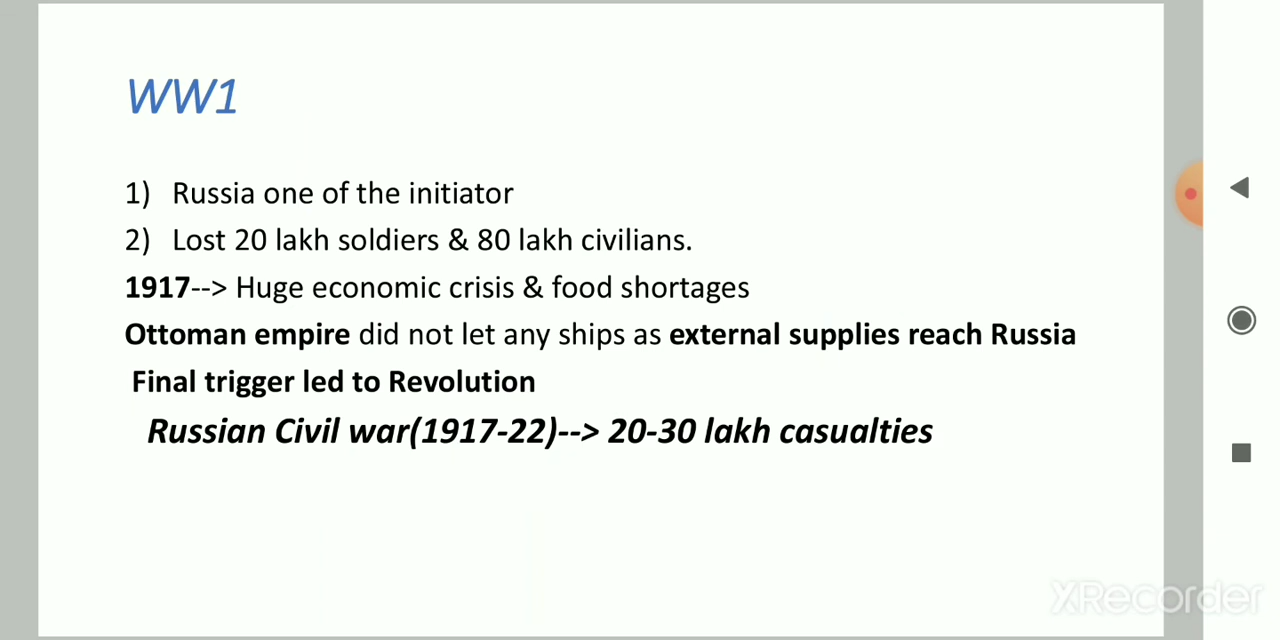 WW1
1) Russia one of the initiator
2) Lost 20 lakh soldiers & 80 lakh civilians.
1917--> Huge economic crisis & food shortages
Ottoman empire did not let any ships as external supplies reach Russia
Final trigger led to Revolution
Russian Civil war(1917-22)--> 20-30 lakh casualties
XRecorder